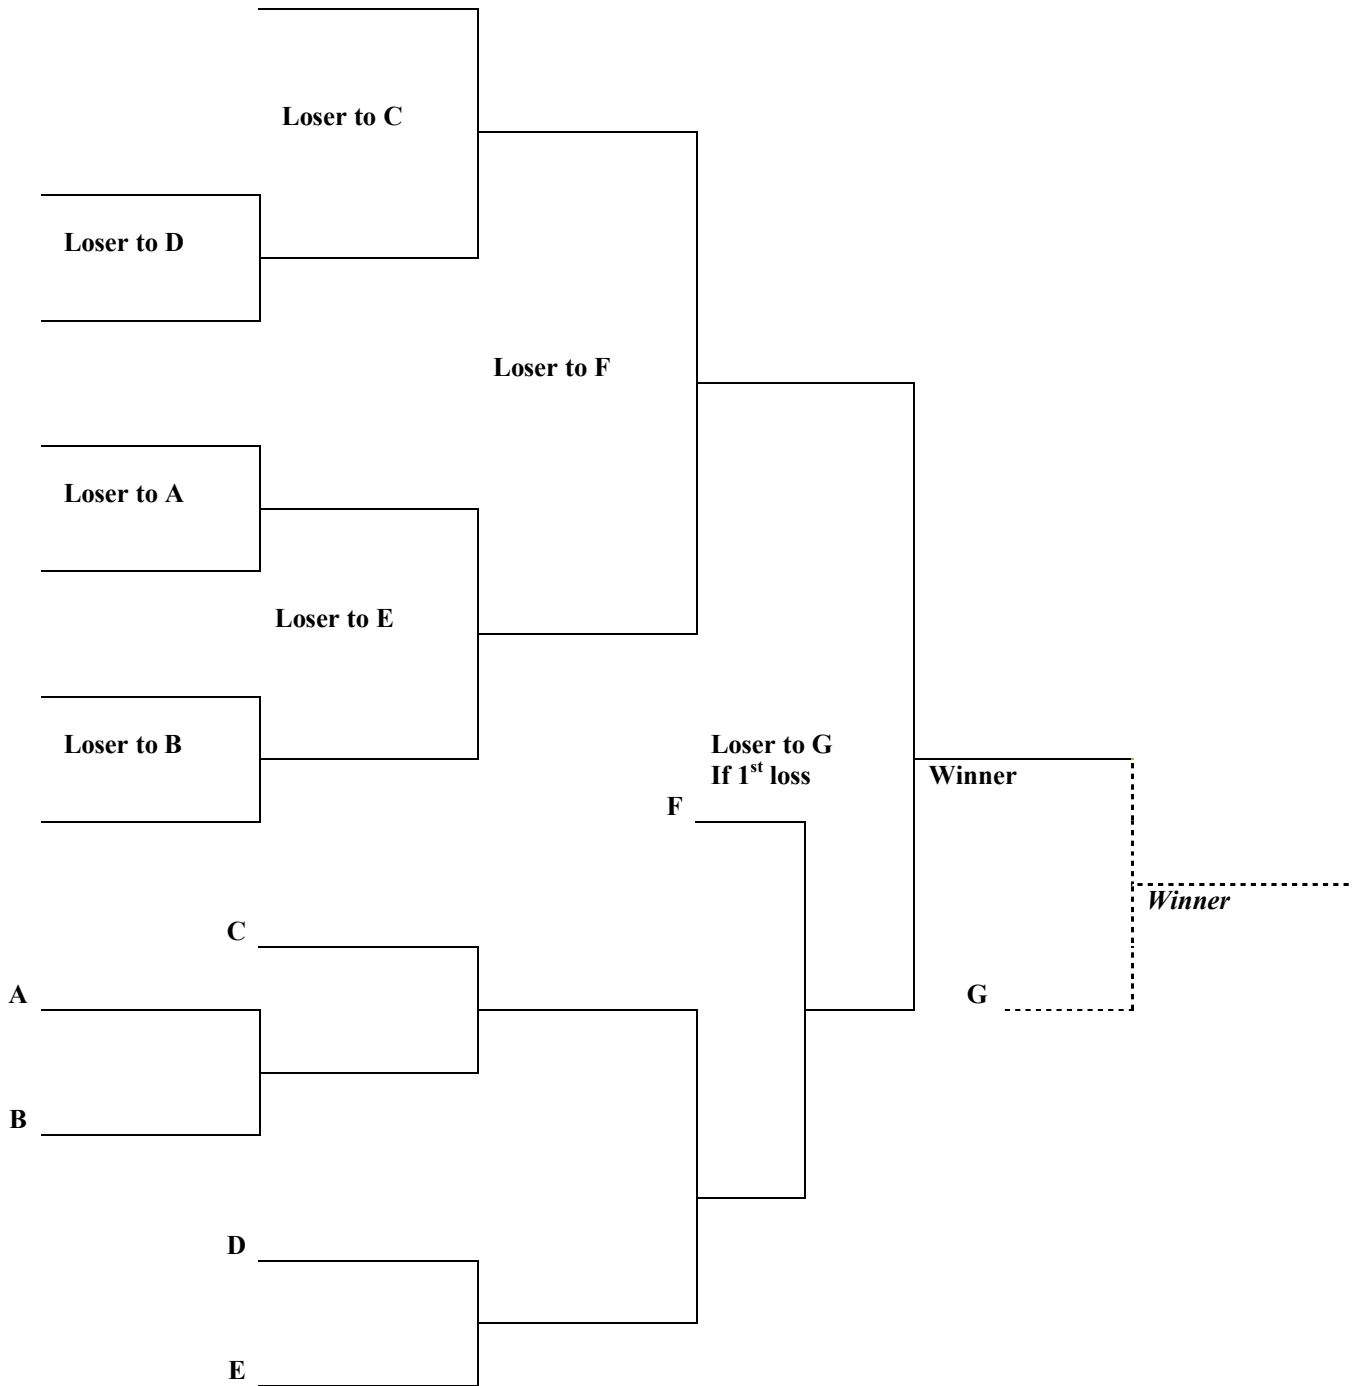 Loser to C
Loser to D
Loser to F
Loser to A
Loser to E
Loser to B
Loser to G
If 1st loss
Winner
F
Winner
C
A
G
B
D
E